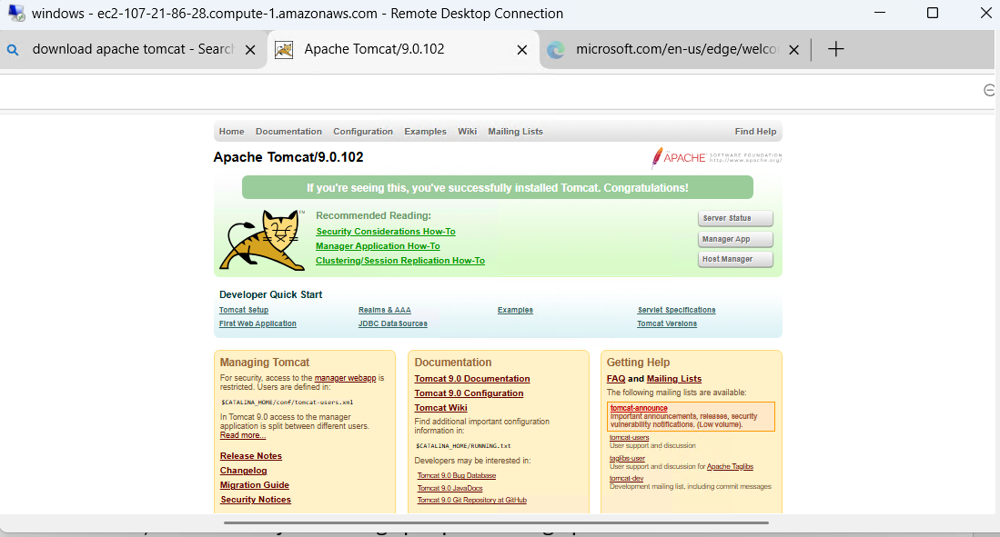 windows - ec2-107-21-86-28.compute-1.amazonaws.com - Remote Desktop Connection
download apache tomcat - Search
Apache Tomcat/9.0.102
microsoft.com/en-us/edge/welco
Home Documentation Configuration Examples Wiki Mailing Lists Find Help
Apache Tomcat/9.0.102
THE APACHE SOFTWARE FOUNDATION
http://www.apache.org/
If you're seeing this, you've successfully installed Tomcat. Congratulations!
TM
Recommended Reading:
Security Considerations How-To
Manager Application How-To
Clustering/Session Replication How-To
Server Status
Manager App
Host Manager
Developer Quick Start
Tomcat Setup
First Web Application
Realms & AAA
JDBC DataSources
Examples
Servlet Specifications
Tomcat Versions
Managing Tomcat
For security, access to the manager webapp is
restricted. Users are defined in:
$CATALINA_HOME/conf/tomcat-users.xml
In Tomcat 9.0 access to the manager
application is split between different users.
Read more...
Release Notes
Changelog
Migration Guide
Security Notices
Documentation
Tomcat 9.0 Documentation
Tomcat 9.0 Configuration
Tomcat Wiki
Find additional important configuration
information in:
$CATALINA_HOME/RUNNING.txt
Developers may be interested in:
Tomcat 9.0 Bug Database
Tomcat 9.0 JavaDocs
Tomcat 9.0 Git Repository at GitHub
Getting Help
FAQ and Mailing Lists
The following mailing lists are available:
tomcat-announce
Important announcements, releases, security
vulnerability notifications. (Low volume).
tomcat-users
User support and discussion
taglibs-user
User support and discussion for Apache Taglibs
tomcat-dev
Development mailing list, including commit messages